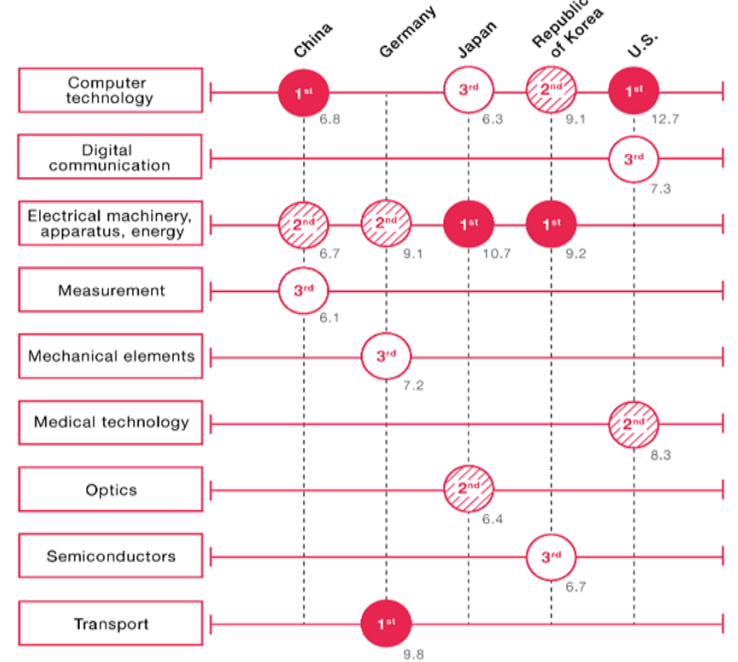 China
Germany
Japan
Republic
of Korea
U.S.
Computer
technology
1st
6.8
3rd
6.3
2nd
9.1
1st
12.7
Digital
communication
3rd
7.3
Electrical machinery,
apparatus, energy
2nd
6.7
2nd
9.1
1st
10.7
1st
9.2
Measurement
3rd
6.1
Mechanical elements
3rd
7.2
Medical technology
2nd
8.3
Optics
2nd
6.4
Semiconductors
3rd
6.7
Transport
1st
9.8